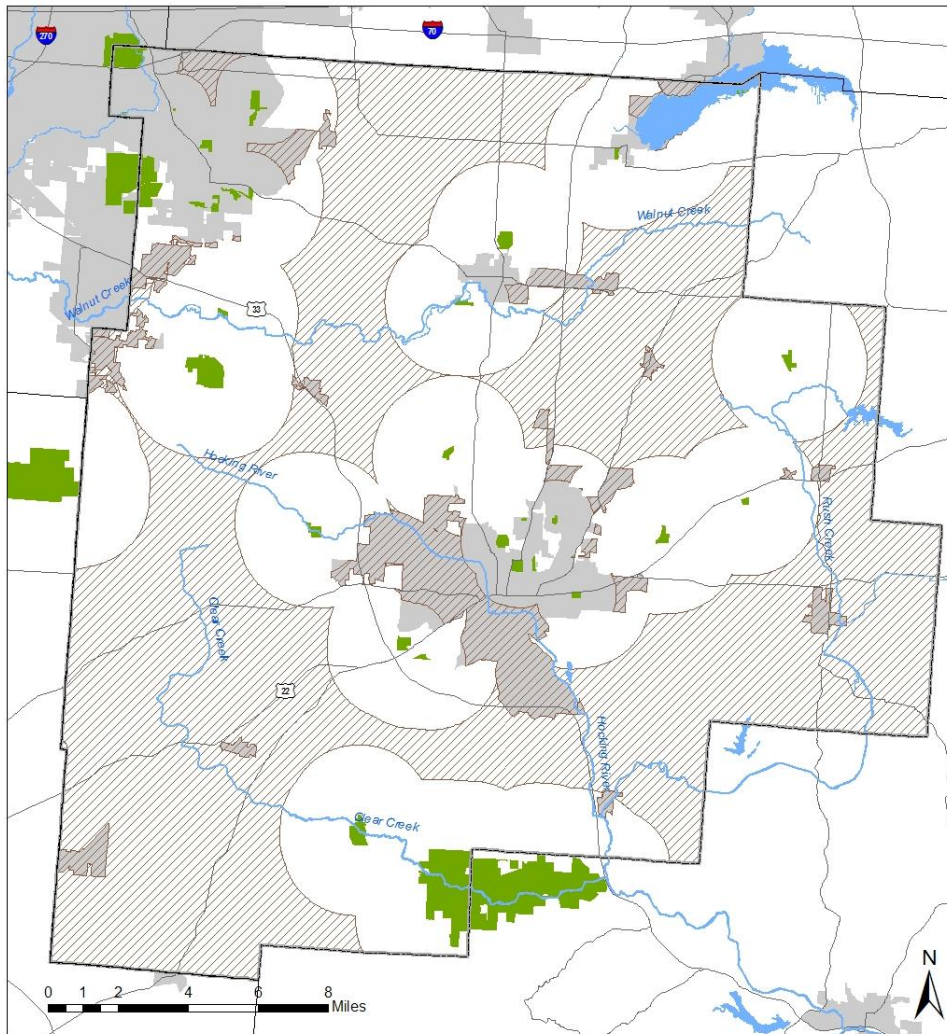 270
70
Walnut Creek
Walnut Creek
33
Hocking River
Rush Creek
Clear Creek
22
Hocking River
Clear Creek
N
0 1 2 4 6 8
Miles